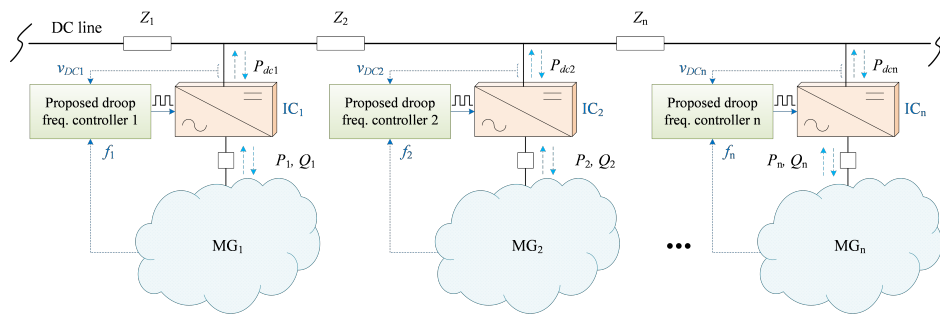 Z1 Z2 Zn
DC line
Pdc1 Pdc2 Pdcn
vDC1 vDC2 vDCn
Proposed droop
freq. controller 1
IC1
Proposed droop
freq. controller 2
IC2
Proposed droop
freq. controller n
ICn
f1 P1, Q1
f2 P2, Q2
fn Pn, Qn
MG1 MG2 ••• MGn